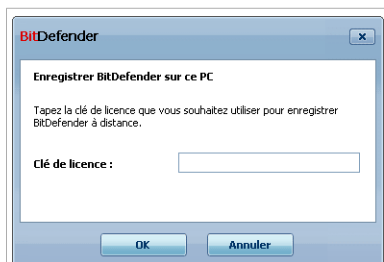 BitDefender
Enregistrer BitDefender sur ce PC
Tapez la clé de licence que vous souhaitez utiliser pour enregistrer
BitDefender à distance.
Clé de licence :
OK Annuler